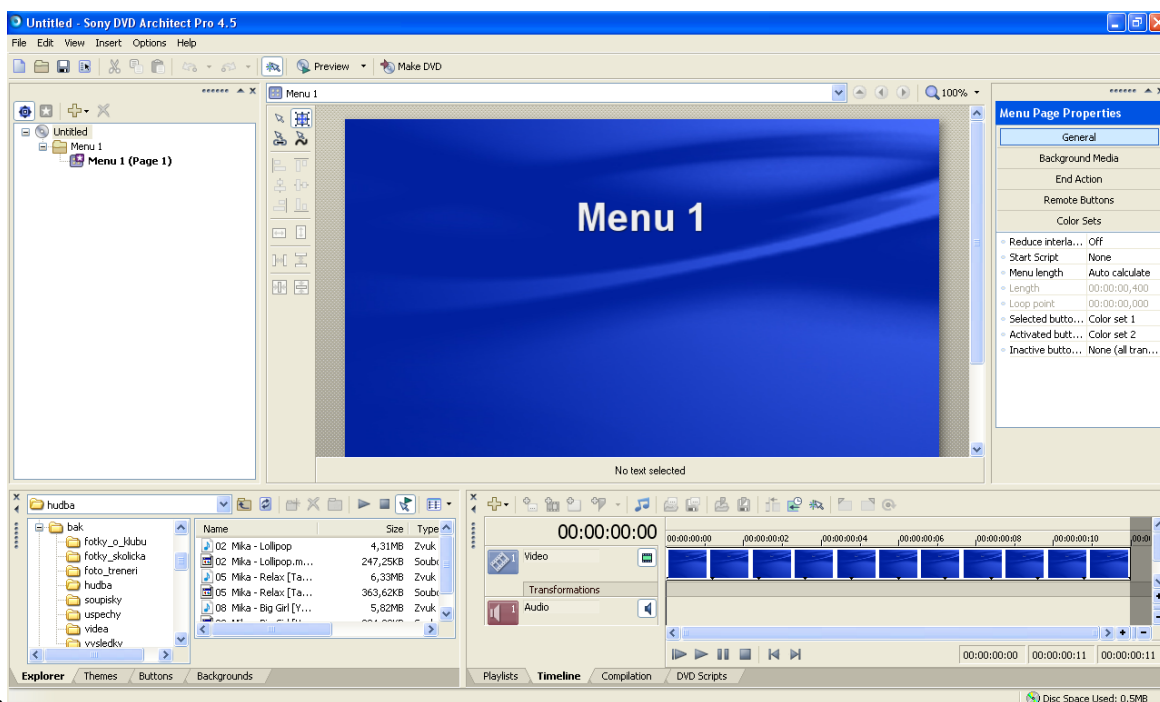 Untitled - Sony DVD Architect Pro 4.5
File Edit View Insert Options Help
Preview Make DVD
Menu 1 100%
Untitled
Menu 1
Menu 1 (Page 1)
Menu 1
No text selected
Menu Page Properties
General
Background Media
End Action
Remote Buttons
Color Sets
Reduce interla... Off
Start Script None
Menu length Auto calculate
Length 00:00:00,400
Loop point 00:00:00,000
Selected butto... Color set 1
Activated butt... Color set 2
Inactive butto... None (all tran...
hudba
bak
fotky_o_klubu
fotky_skolicka
foto_treneri
hudba
soupisky
uspechy
videa
vysledky
Name Size Type
02 Mika - Lollipop 4,31MB Zvuk
02 Mika - Lollipop.m... 247,25KB Soubo
05 Mika - Relax [Ta... 6,33MB Zvuk
05 Mika - Relax [Ta... 363,62KB Soubo
08 Mika - Big Girl [Y... 5,82MB Zvuk
Explorer Themes Buttons Backgrounds
00:00:00:00
00:00:00:00 00:00:00:02 00:00:00:04 00:00:00:06 00:00:00:08 00:00:00:10
1 Video
Transformations
1 Audio
00:00:00:00 00:00:00:11 00:00:00:11
Playlists Timeline Compilation DVD Scripts
Disc Space Used: 0,5MB